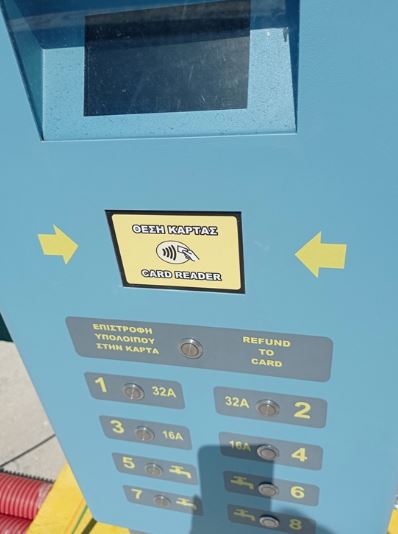 ΘΕΣΗ ΚΑΡΤΑΣ
CARD READER
ΕΠΙΣΤΡΟΦΗ
ΥΠΟΛΟΙΠΟΥ
ΣΤΗΝ ΚΑΡΤΑ
REFUND
TO
CARD
1 32A
32A 2
3 16A
16A 4
5
6
7
8